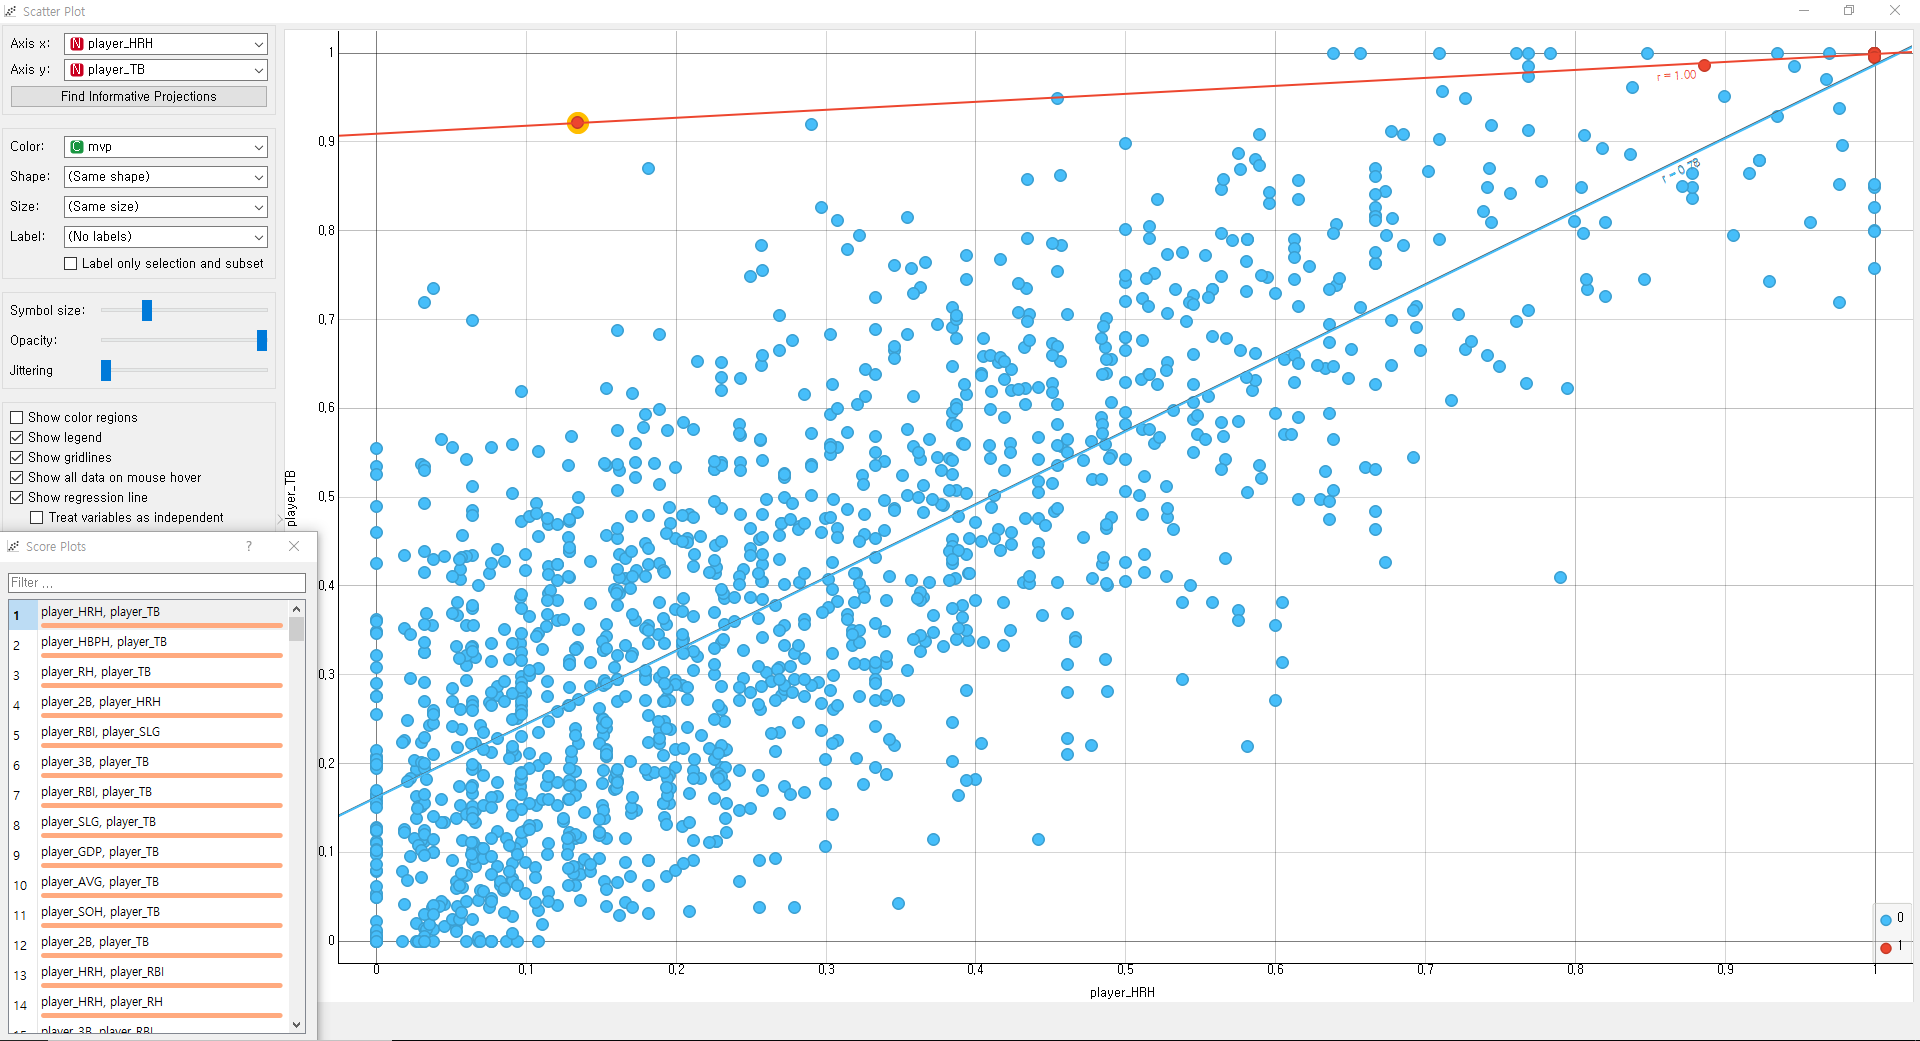 Scatter Plot
Axis x: N player_HRH
Axis y: N player_TB
Find Informative Projections
Color: C mvp
Shape: (Same shape)
Size: (Same size)
Label: (No labels)
Label only selection and subset
Symbol size:
Opacity:
Jittering
Show color regions
Show legend
Show gridlines
Show all data on mouse hover
Show regression line
Treat variables as independent
Score Plots ?
Filter ...
1 player_HRH, player_TB
2 player_HBPH, player_TB
3 player_RH, player_TB
4 player_2B, player_HRH
5 player_RBI, player_SLG
6 player_3B, player_TB
7 player_RBI, player_TB
8 player_SLG, player_TB
9 player_GDP, player_TB
10 player_AVG, player_TB
11 player_SOH, player_TB
12 player_2B, player_TB
13 player_HRH, player_RBI
14 player_HRH, player_RH
15 player_3B, player_RBI
player_TB
1
0,9
0,8
0,7
0,6
0,5
0,4
0,3
0,2
0,1
0
r = 1.00
r = 0.78
0 0,1 0,2 0,3 0,4 0,5 0,6 0,7 0,8 0,9 1
player_HRH
0
1